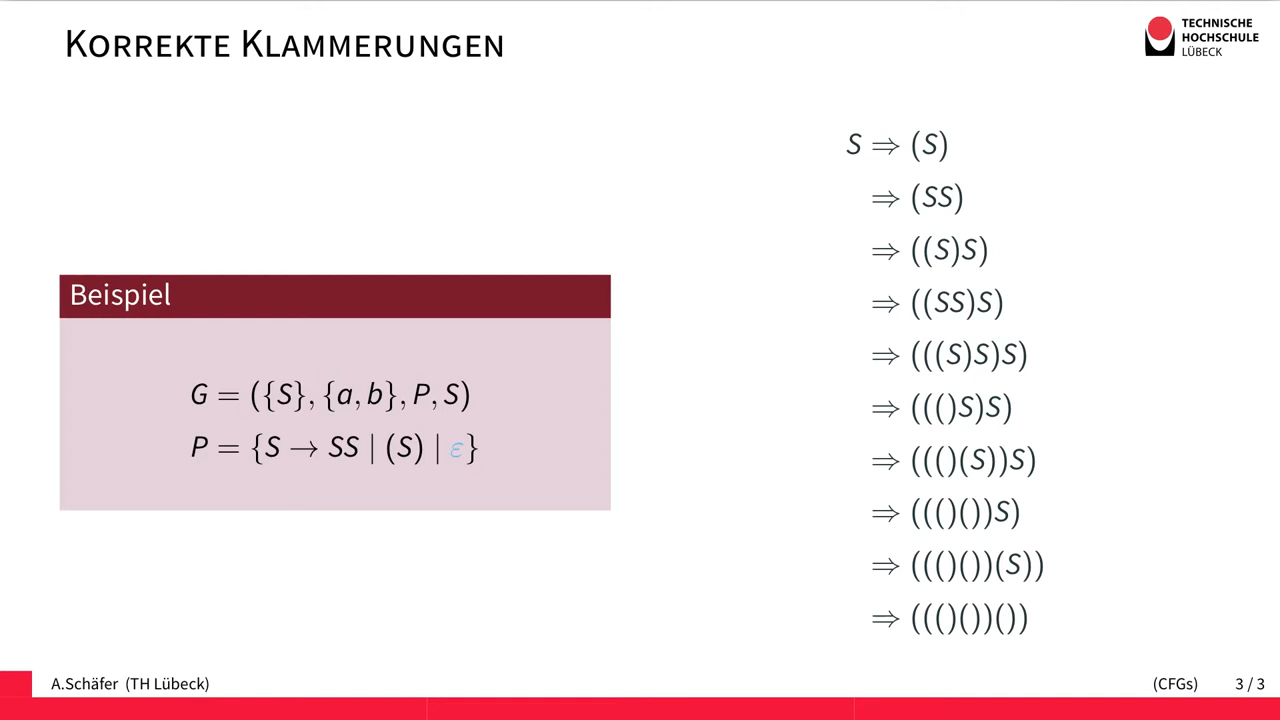 KORREKTE KLAMMERUNGEN
TECHNISCHE
HOCHSCHULE
LÜBECK
Beispiel
G = ({S}, {a, b}, P, S)
P = {S → SS | (S) | ε}
S ⇒ (S)
⇒ (SS)
⇒ ((S)S)
⇒ ((SS)S)
⇒ (((S)S)S)
⇒ ((()S)S)
⇒ ((()(S))S)
⇒ ((()())S)
⇒ ((()())(S))
⇒ ((()())())
A.Schäfer (TH Lübeck)
(CFGs)
3 / 3